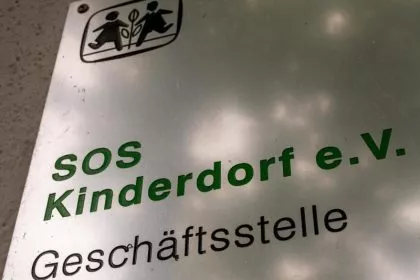 SOS
Kinderdorf e.V.
Geschäftsstelle